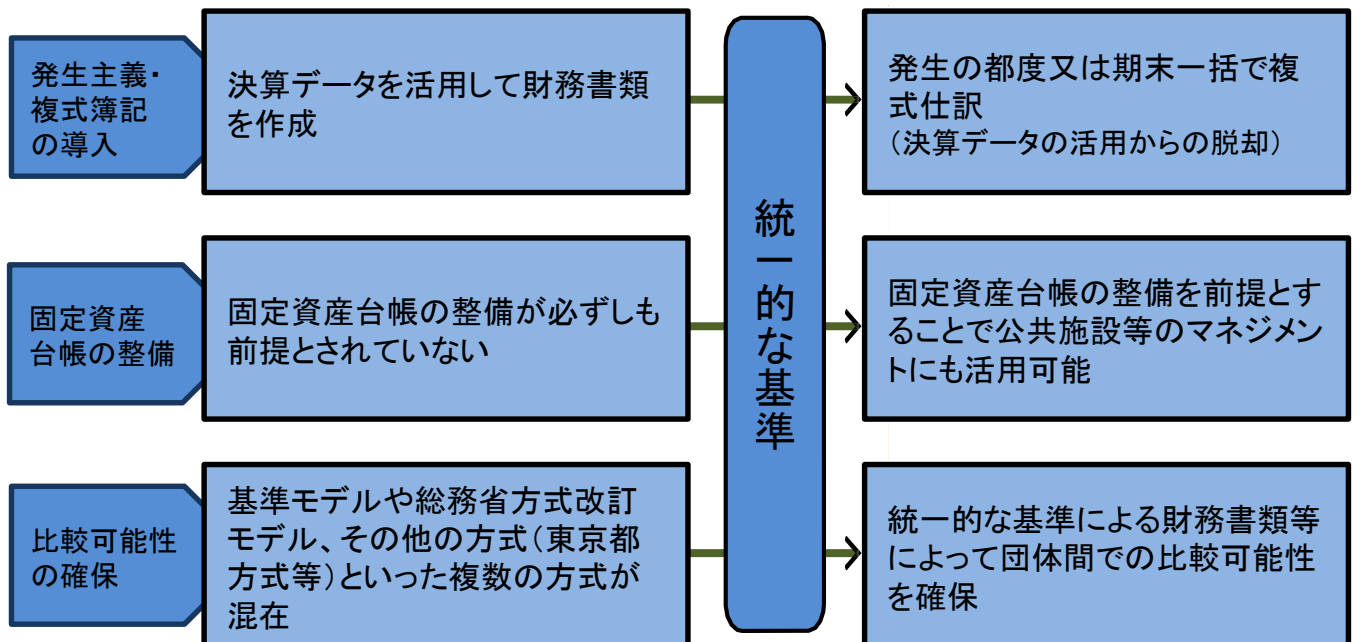 発生主義・
複式簿記
の導入
決算データを活用して財務書類
を作成
発生の都度又は期末一括で複
式仕訳
（決算データの活用からの脱却）
統一的な基準
固定資産
台帳の整備
固定資産台帳の整備が必ずしも
前提とされていない
固定資産台帳の整備を前提とす
ることで公共施設等のマネジメン
トにも活用可能
比較可能性
の確保
基準モデルや総務省方式改訂
モデル、その他の方式（東京都
方式等）といった複数の方式が
混在
統一的な基準による財務書類等
によって団体間での比較可能性
を確保